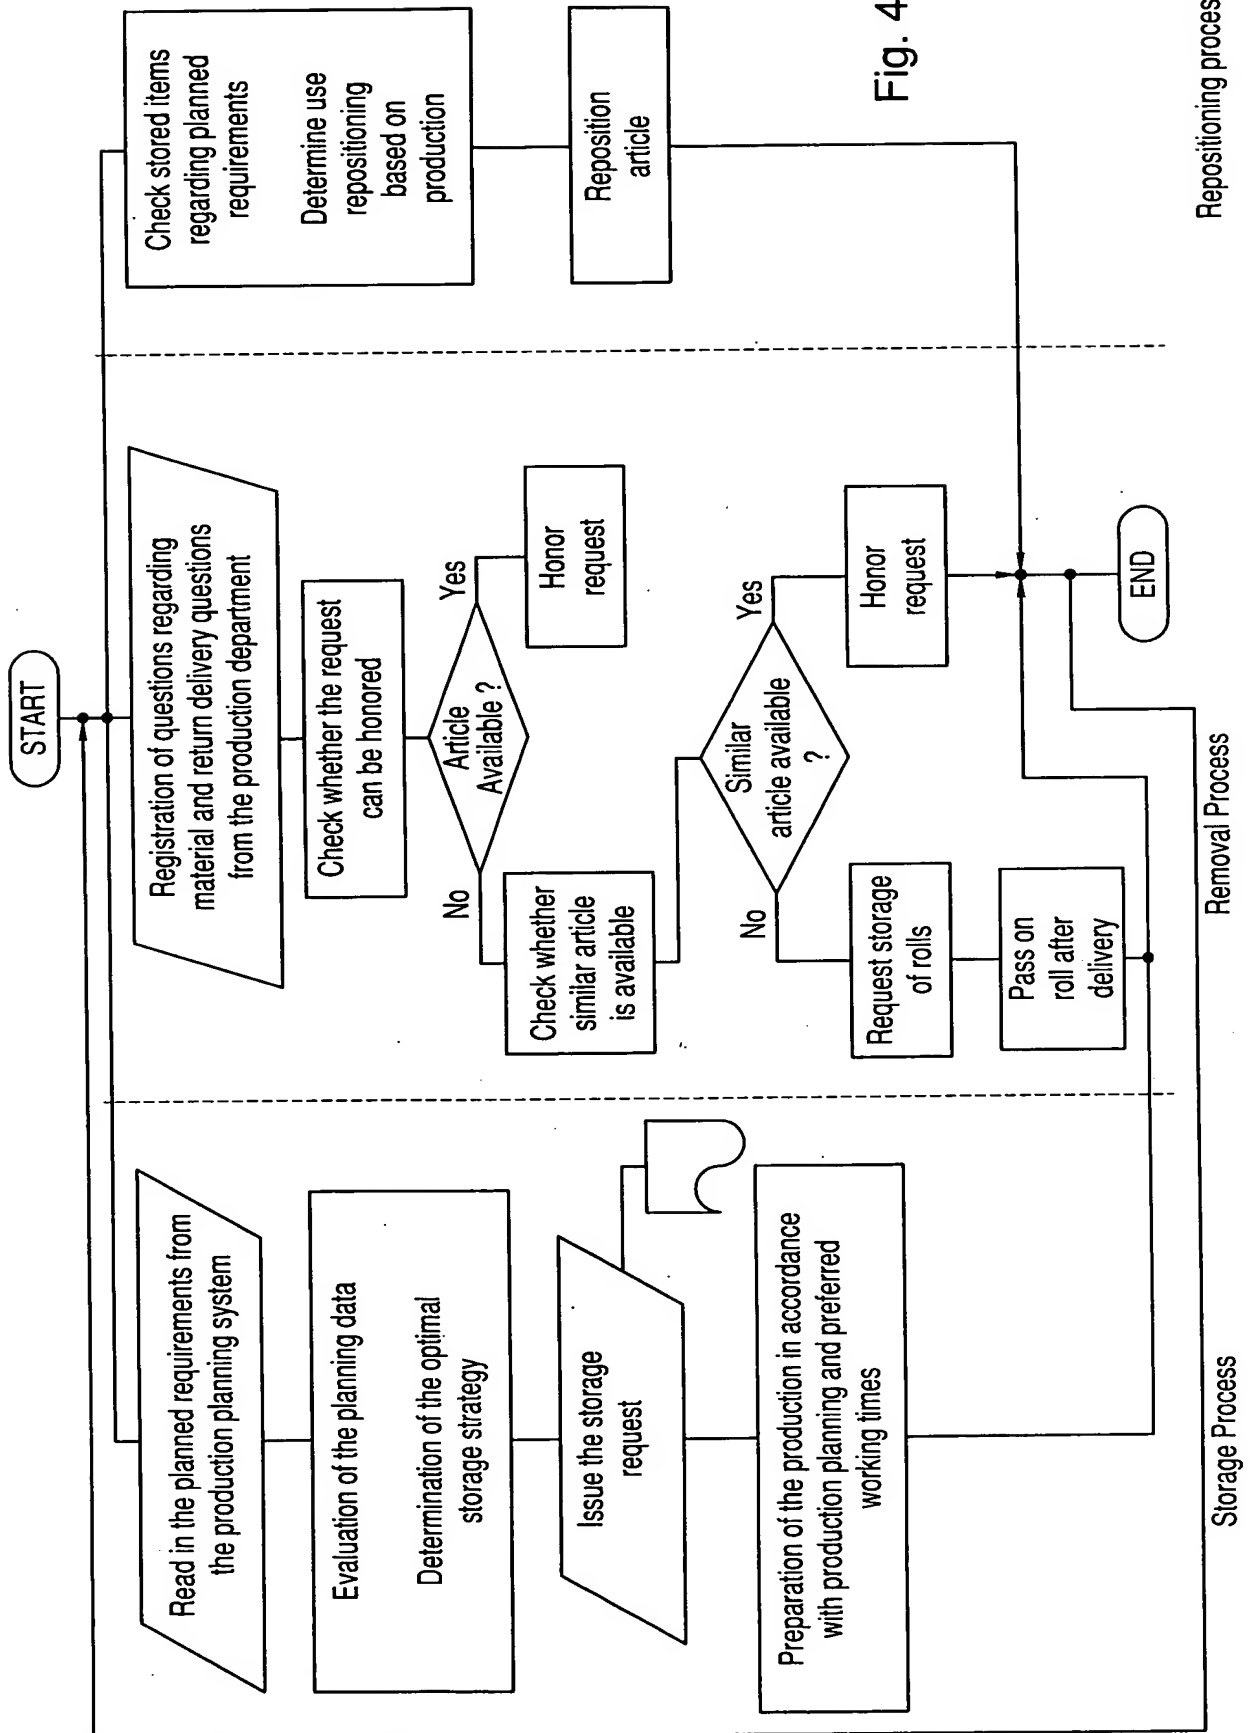 START
Read in the planned requirements from
the production planning system
Evaluation of the planning data
Determination of the optimal
storage strategy
Issue the storage
request
Preparation of the production in accordance
with production planning and preferred
working times
Storage Process
Registration of questions regarding
material and return delivery questions
from the production department
Check whether the request
can be honored
Article
Available ?
Yes
No
Honor
request
Check whether
similar article
is available
Similar
article available
?
Yes
No
Honor
request
Request storage
of rolls
Pass on
roll after
delivery
END
Removal Process
Check stored items
regarding planned
requirements
Determine use
repositioning
based on
production
Reposition
article
Fig. 4
Repositioning proces